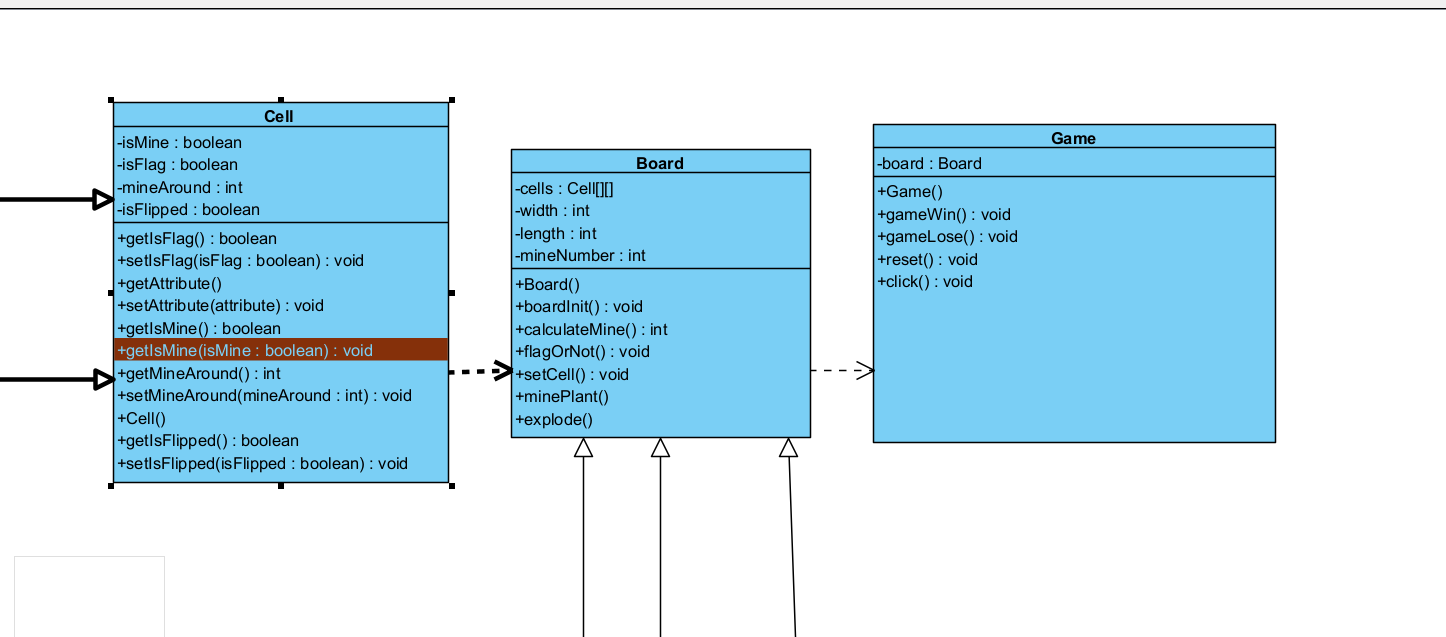 Cell
-isMine : boolean
-isFlag : boolean
-mineAround : int
-isFlipped : boolean
+getIsFlag() : boolean
+setIsFlag(isFlag : boolean) : void
+getAttribute()
+setAttribute(attribute) : void
+getIsMine() : boolean
+getIsMine(isMine : boolean) : void
+getMineAround() : int
+setMineAround(mineAround : int) : void
+Cell()
+getIsFlipped() : boolean
+setIsFlipped(isFlipped : boolean) : void
Board
-cells : Cell[][]
-width : int
-length : int
-mineNumber : int
+Board()
+boardInit() : void
+calculateMine() : int
+flagOrNot() : void
+setCell() : void
+minePlant()
+explode()
Game
-board : Board
+Game()
+gameWin() : void
+gameLose() : void
+reset() : void
+click() : void